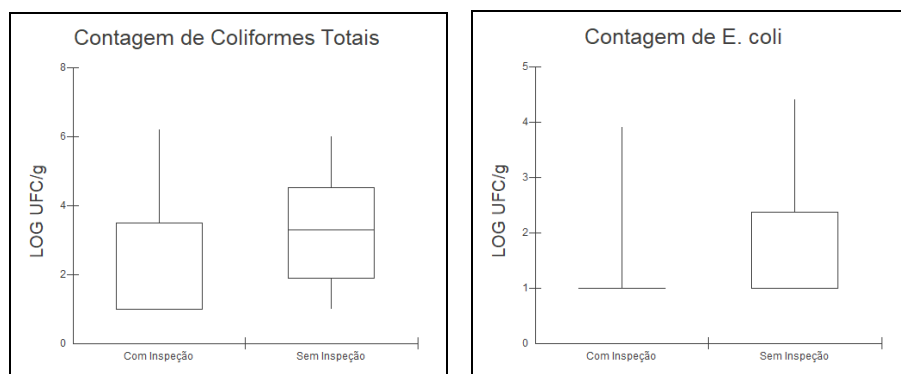 Contagem de Coliformes Totais
LOG UFC/g
8
6
4
2
0
Com Inspeção
Sem Inspeção
Contagem de E. coli
LOG UFC/g
5
4
3
2
1
0
Com Inspeção
Sem Inspeção